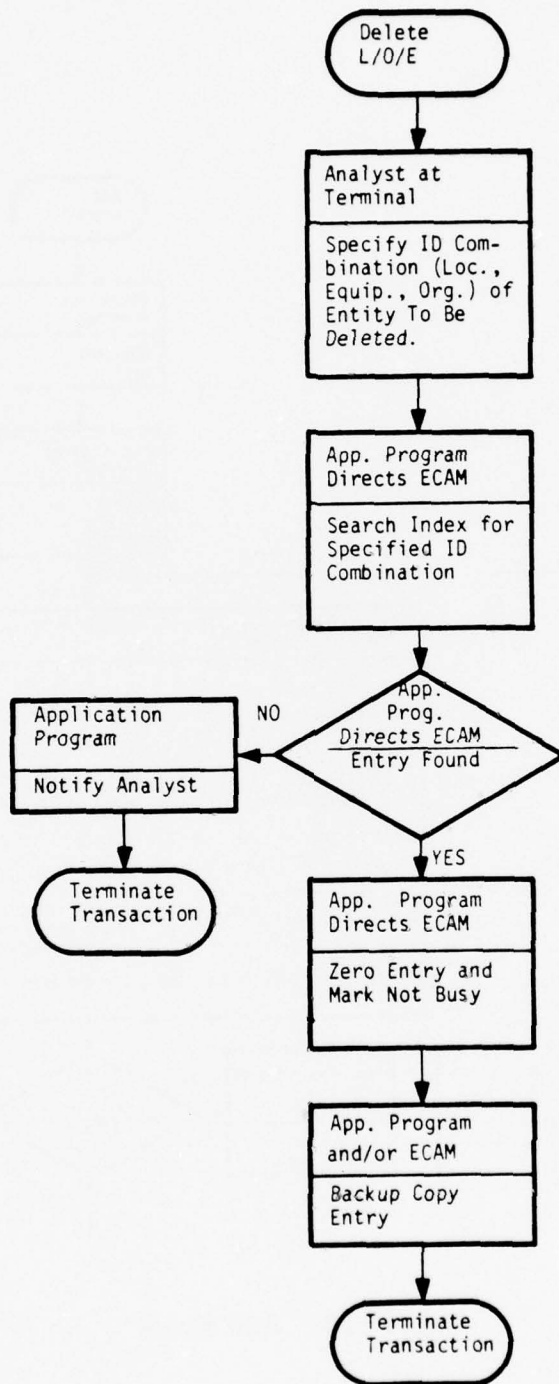 Delete
L/O/E
Analyst at
Terminal
Specify ID Com-
bination (Loc.,
Equip., Org.) of
Entity To Be
Deleted.
App. Program
Directs ECAM
Search Index for
Specified ID
Combination
App.
Prog.
Directs ECAM
Entry Found
NO
Application
Program
Notify Analyst
Terminate
Transaction
YES
App. Program
Directs ECAM
Zero Entry and
Mark Not Busy
App. Program
and/or ECAM
Backup Copy
Entry
Terminate
Transaction